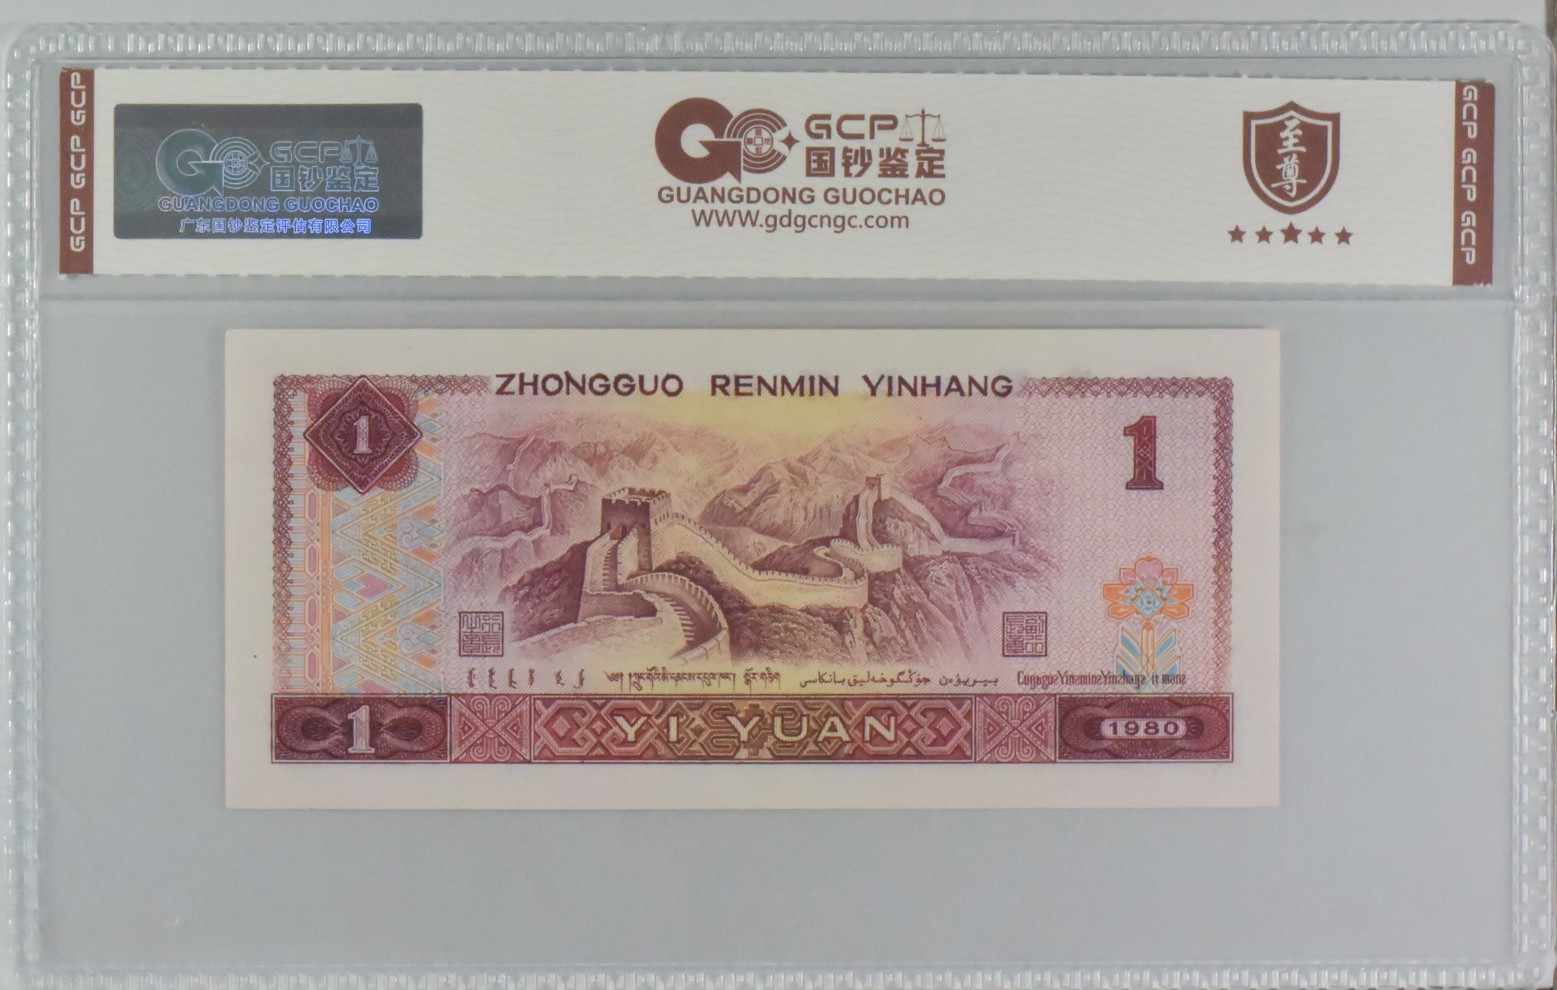 GCP GCP GCP
GCP
国钞鉴定
GUANGDONG GUOCHAO
广东国钞鉴定评估有限公司
GCP
国钞鉴定
GUANGDONG GUOCHAO
WWW.gdgcngc.com
至尊
GCP GCP GCP
ZHONGGUO RENMIN YINHANG
1
1
1
YI YUAN
1980